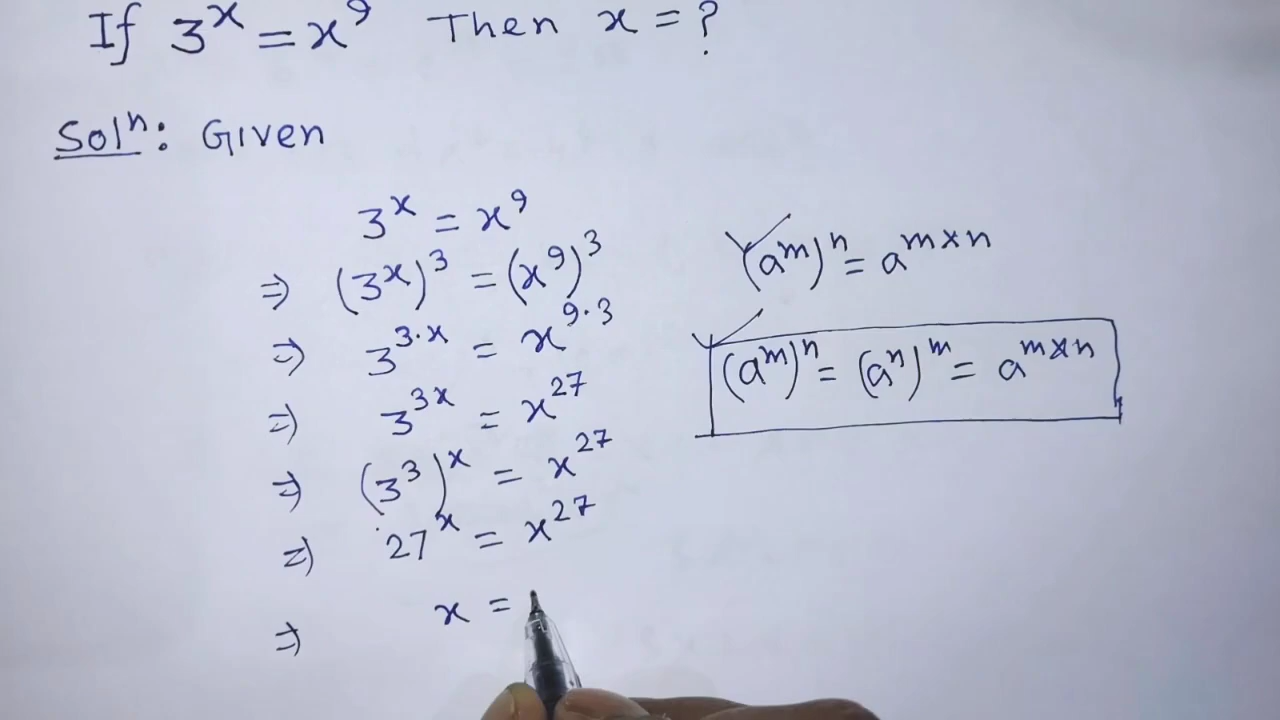 If 3^x = x^9 Then x = ?
Solⁿ: Given
3^x = x^9
⇒ (3^x)^3 = (x^9)^3
⇒ 3^{3·x} = x^{9·3}
⇒ 3^{3x} = x^{27}
⇒ (3^3)^x = x^{27}
⇒ 27^x = x^{27}
⇒ x =
(a^m)^n = a^{m×n}
(a^m)^n = (a^n)^m = a^{m×n}